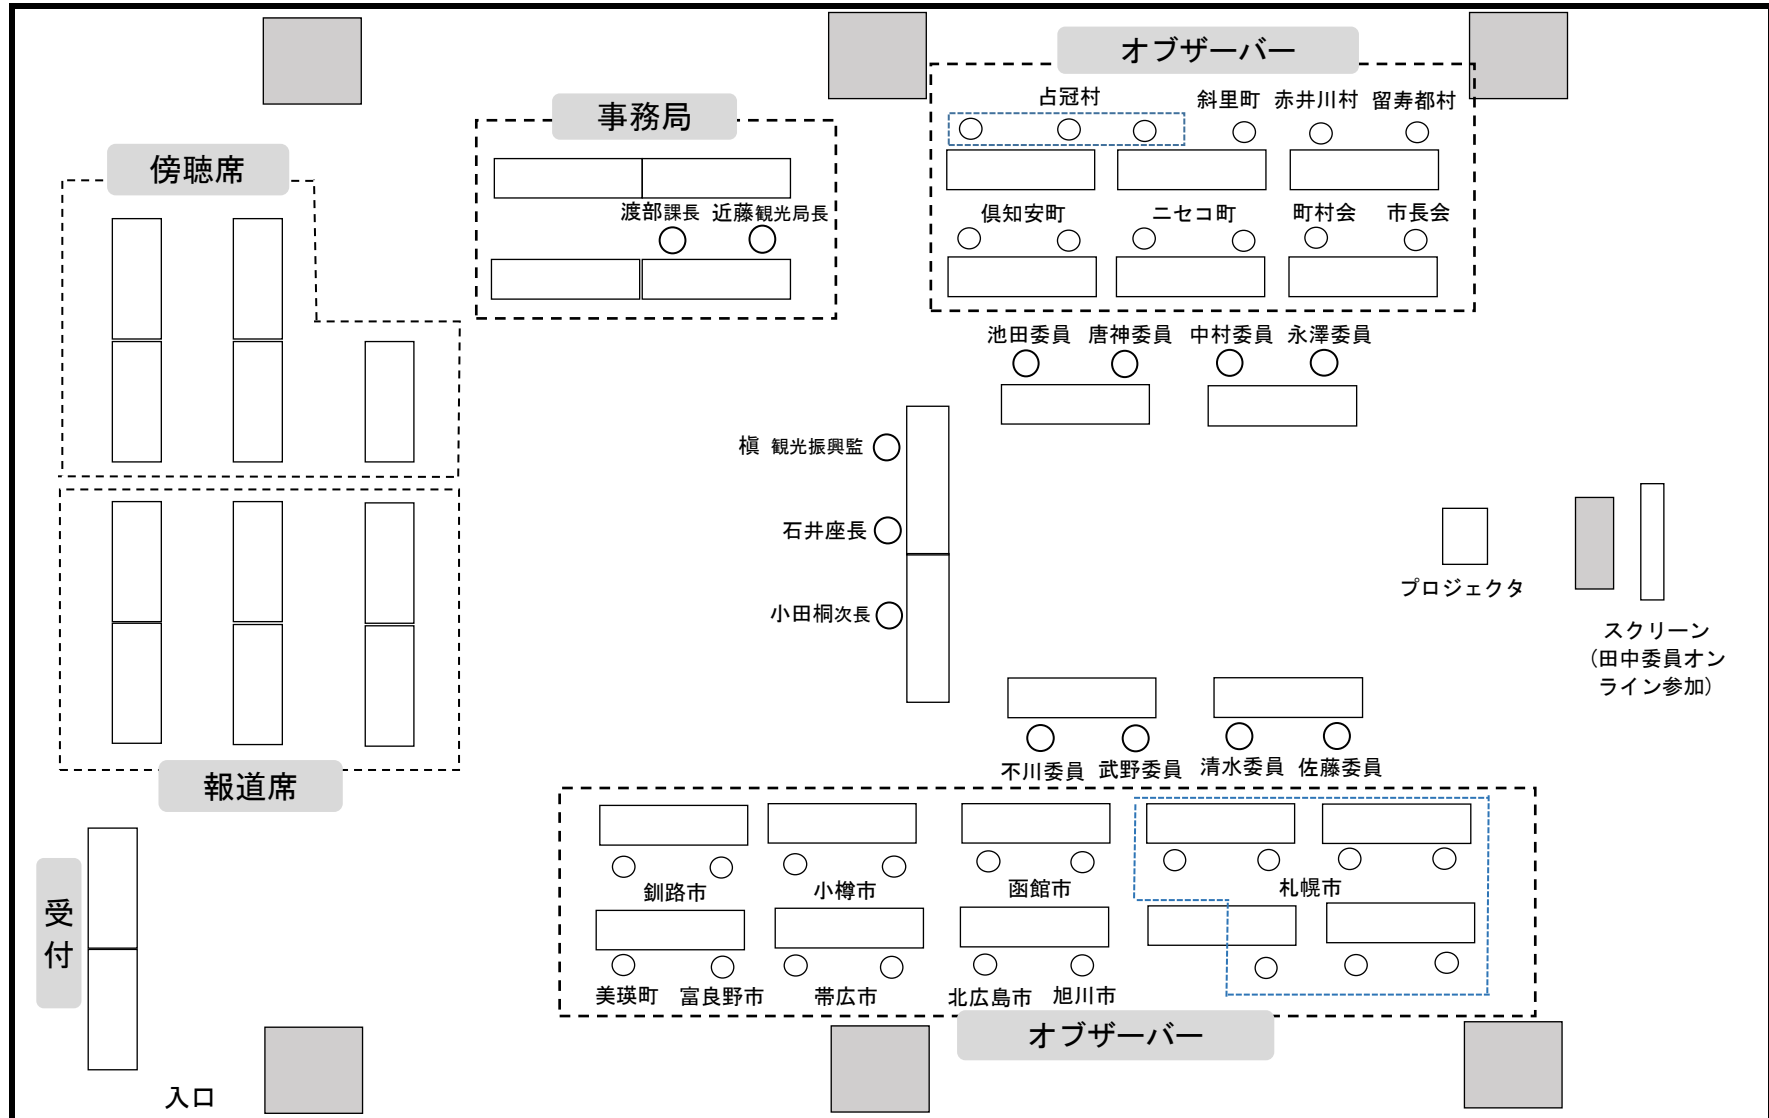 オブザーバー
占冠村
斜里町
赤井川村
留寿都村
事務局
傍聴席
渡部課長
近藤観光局長
倶知安町
ニセコ町
町村会
市長会
池田委員
唐神委員
中村委員
永澤委員
槇 観光振興監
石井座長
小田桐次長
プロジェクタ
スクリーン
（田中委員オン
ライン参加）
不川委員
武野委員
清水委員
佐藤委員
報道席
釧路市
小樽市
函館市
札幌市
受
付
美瑛町
富良野市
帯広市
北広島市
旭川市
オブザーバー
入口